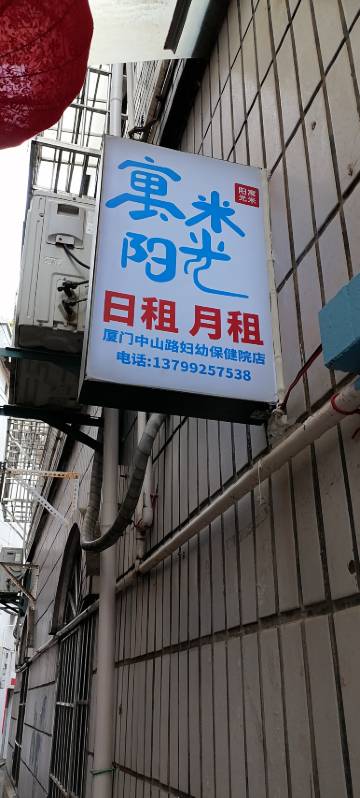 寓米
阳光
阳寓
光米
日租 月租
厦门中山路妇幼保健院店
电话:13799257538